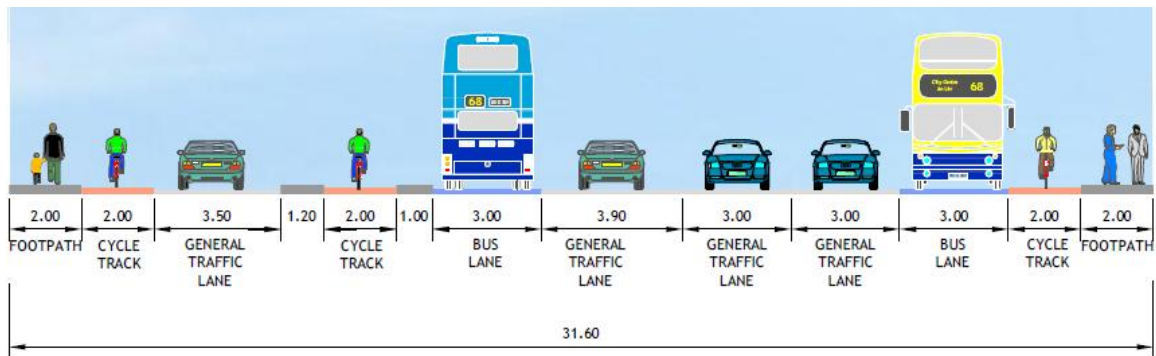 68
City Centre
68
2.00
2.00
3.50
1.20
2.00
1.00
3.00
3.90
3.00
3.00
3.00
2.00
2.00
FOOTPATH
CYCLE
TRACK
GENERAL
TRAFFIC
LANE
CYCLE
TRACK
BUS
LANE
GENERAL
TRAFFIC
LANE
GENERAL
TRAFFIC
LANE
GENERAL
TRAFFIC
LANE
BUS
LANE
CYCLE
TRACK
FOOTPATH
31.60